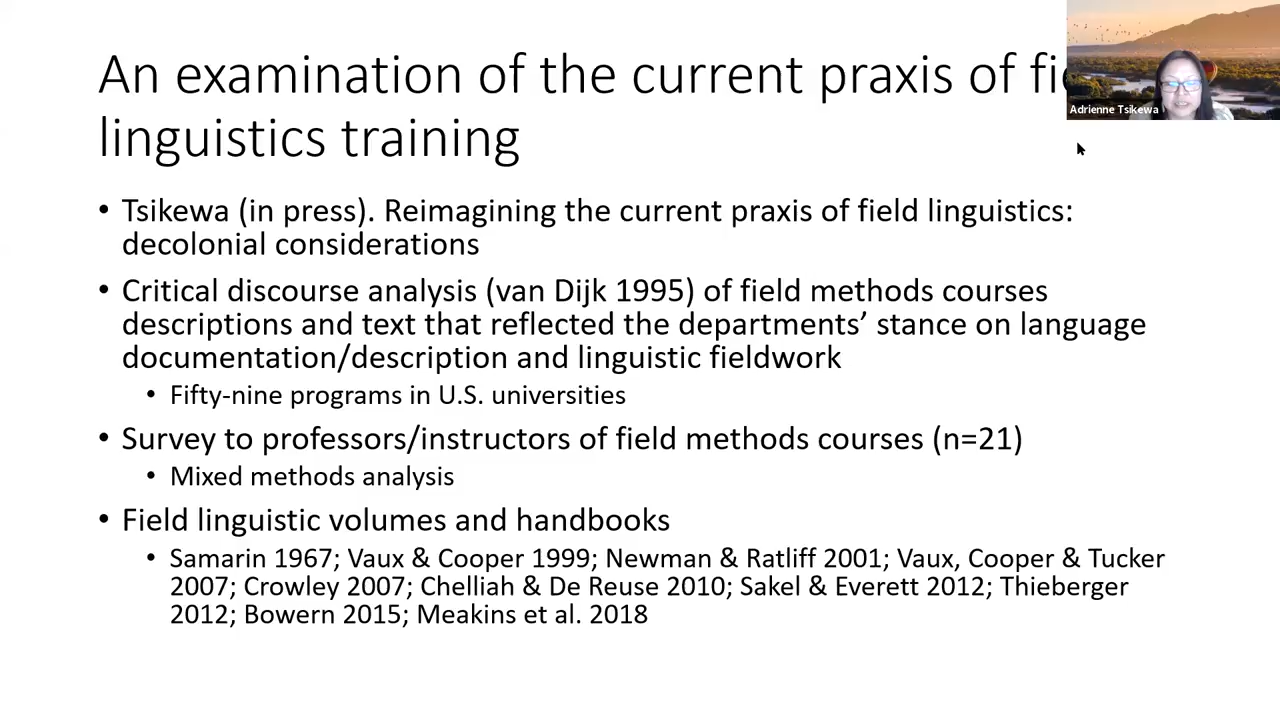 An examination of the current praxis of
linguistics training
Adrienne Tsikewa
• Tsikewa (in press). Reimagining the current praxis of field linguistics:
decolonial considerations
• Critical discourse analysis (van Dijk 1995) of field methods courses
descriptions and text that reflected the departments’ stance on language
documentation/description and linguistic fieldwork
• Fifty-nine programs in U.S. universities
• Survey to professors/instructors of field methods courses (n=21)
• Mixed methods analysis
• Field linguistic volumes and handbooks
• Samarin 1967; Vaux & Cooper 1999; Newman & Ratliff 2001; Vaux, Cooper & Tucker
2007; Crowley 2007; Chelliah & De Reuse 2010; Sakel & Everett 2012; Thieberger
2012; Bowern 2015; Meakins et al. 2018